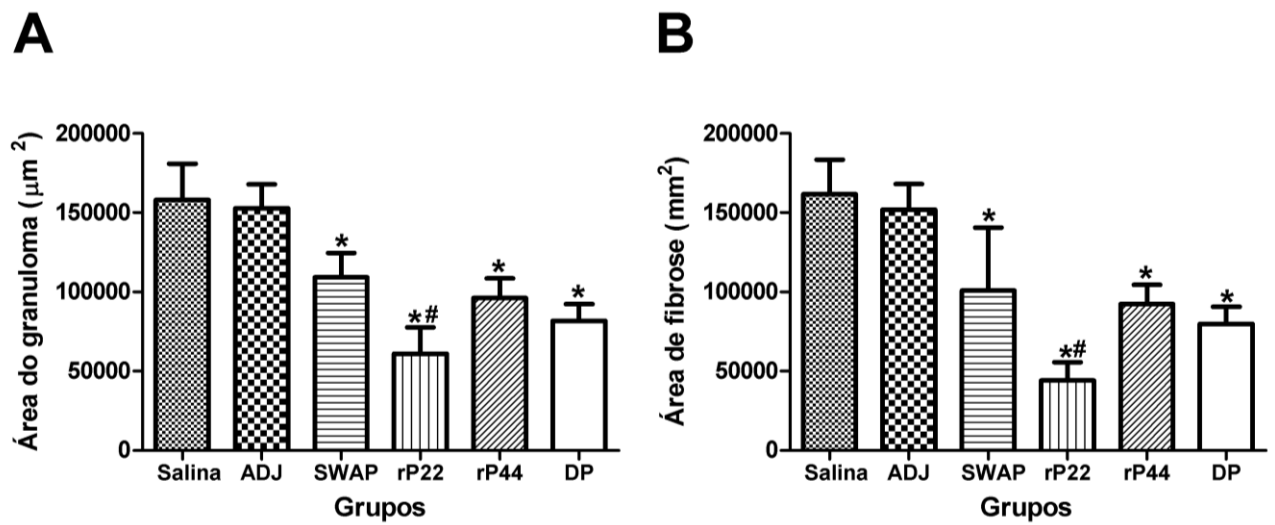 A
Área do granuloma (μm²)
200000
150000
100000
50000
0
*
*#
*
*
Salina ADJ SWAP rP22 rP44 DP
Grupos
B
Área de fibrose (mm²)
200000
150000
100000
50000
0
*
*#
*
*
Salina ADJ SWAP rP22 rP44 DP
Grupos